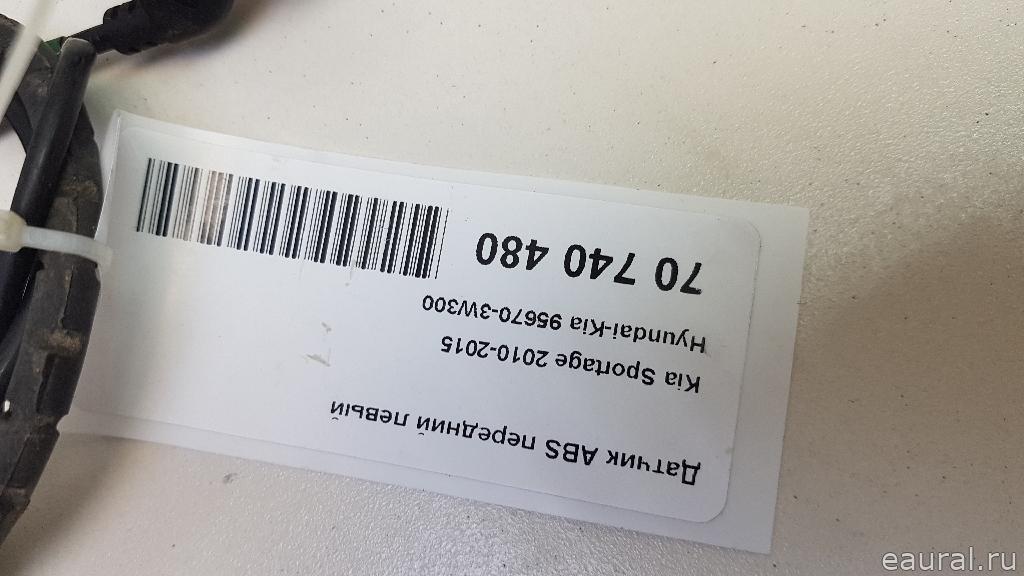 Датчик ABS передний левый
Kia Sportage 2010-2015
Hyundai-Kia 95670-3W300
70 740 480
eaural.ru